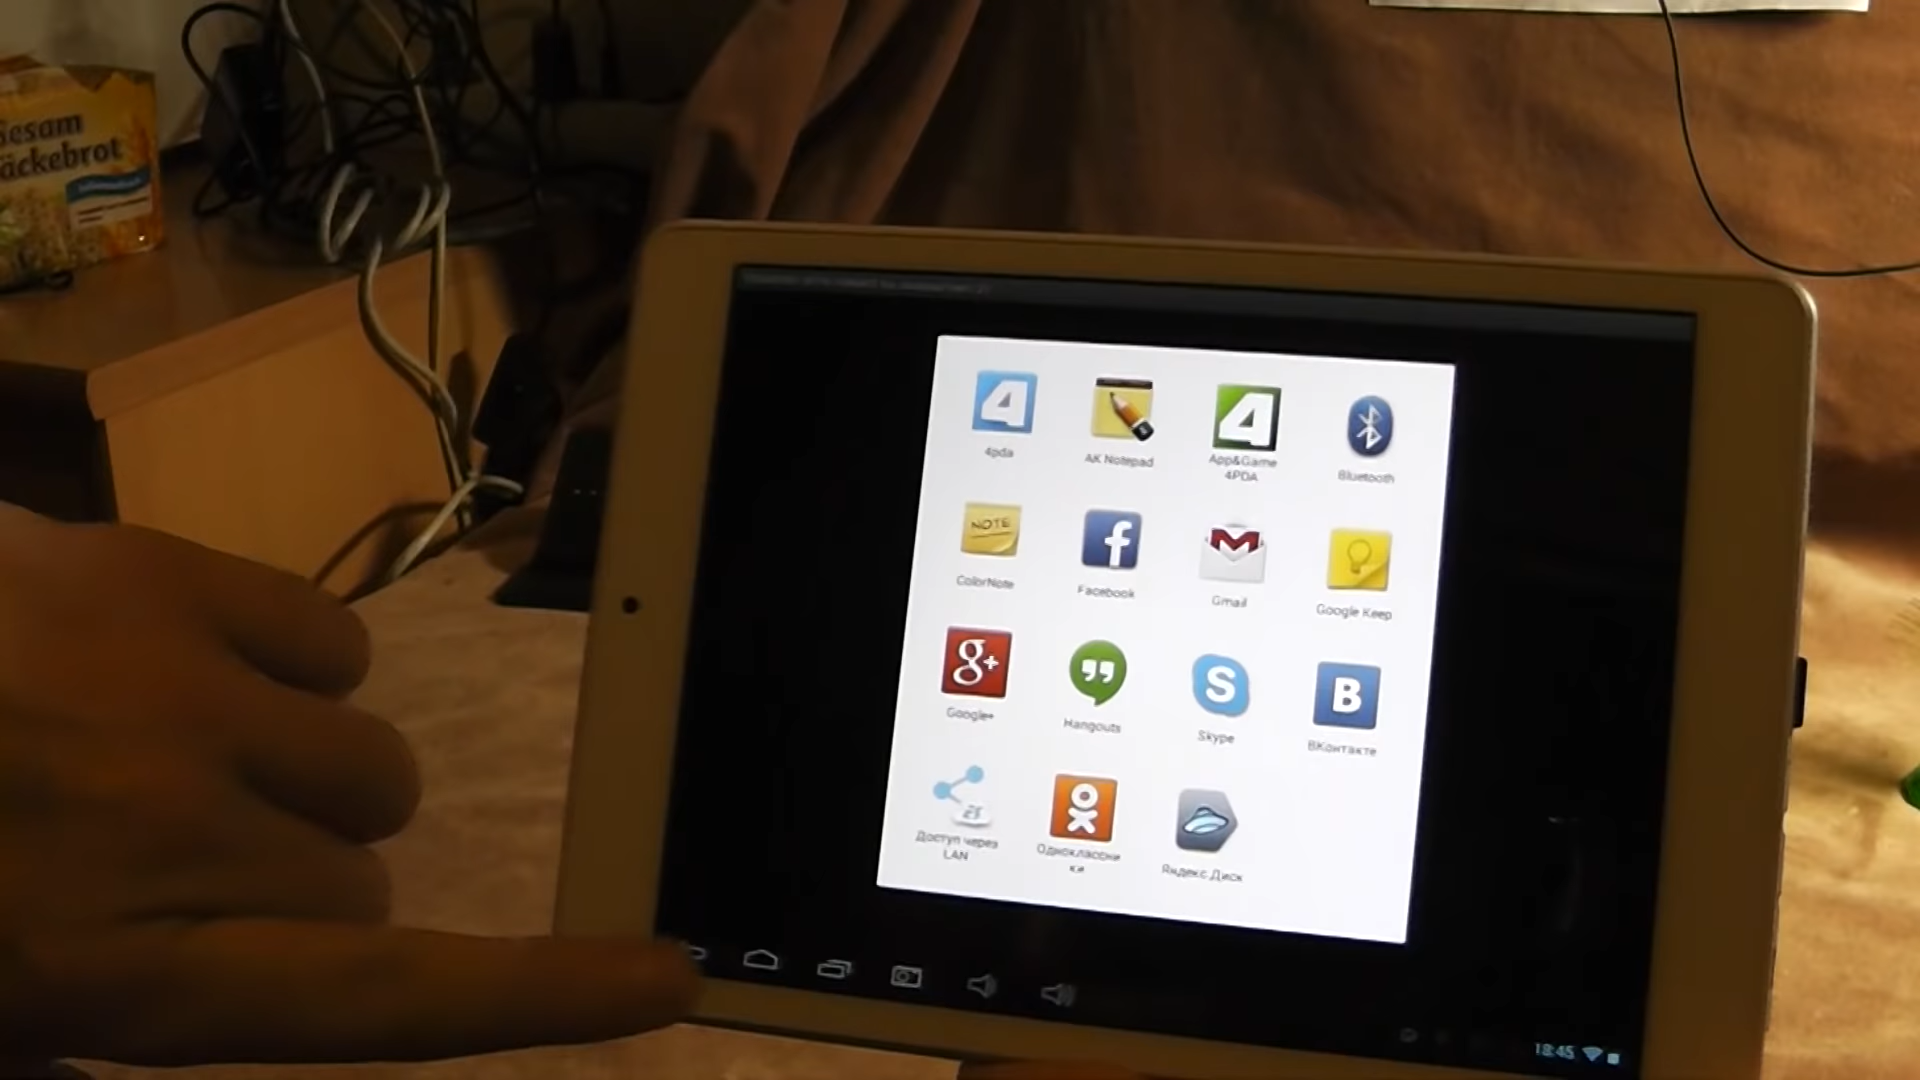 Sesam
äckebrot
4pda
AK Notepad
App&Game
4PDA
Bluetooth
NOTE
ColorNote
Facebook
Gmail
Google Keep
Google+
Hangouts
Skype
ВКонтакте
Доступ через
LAN
Одноклассни
ки
Яндекс.Диск
18:45